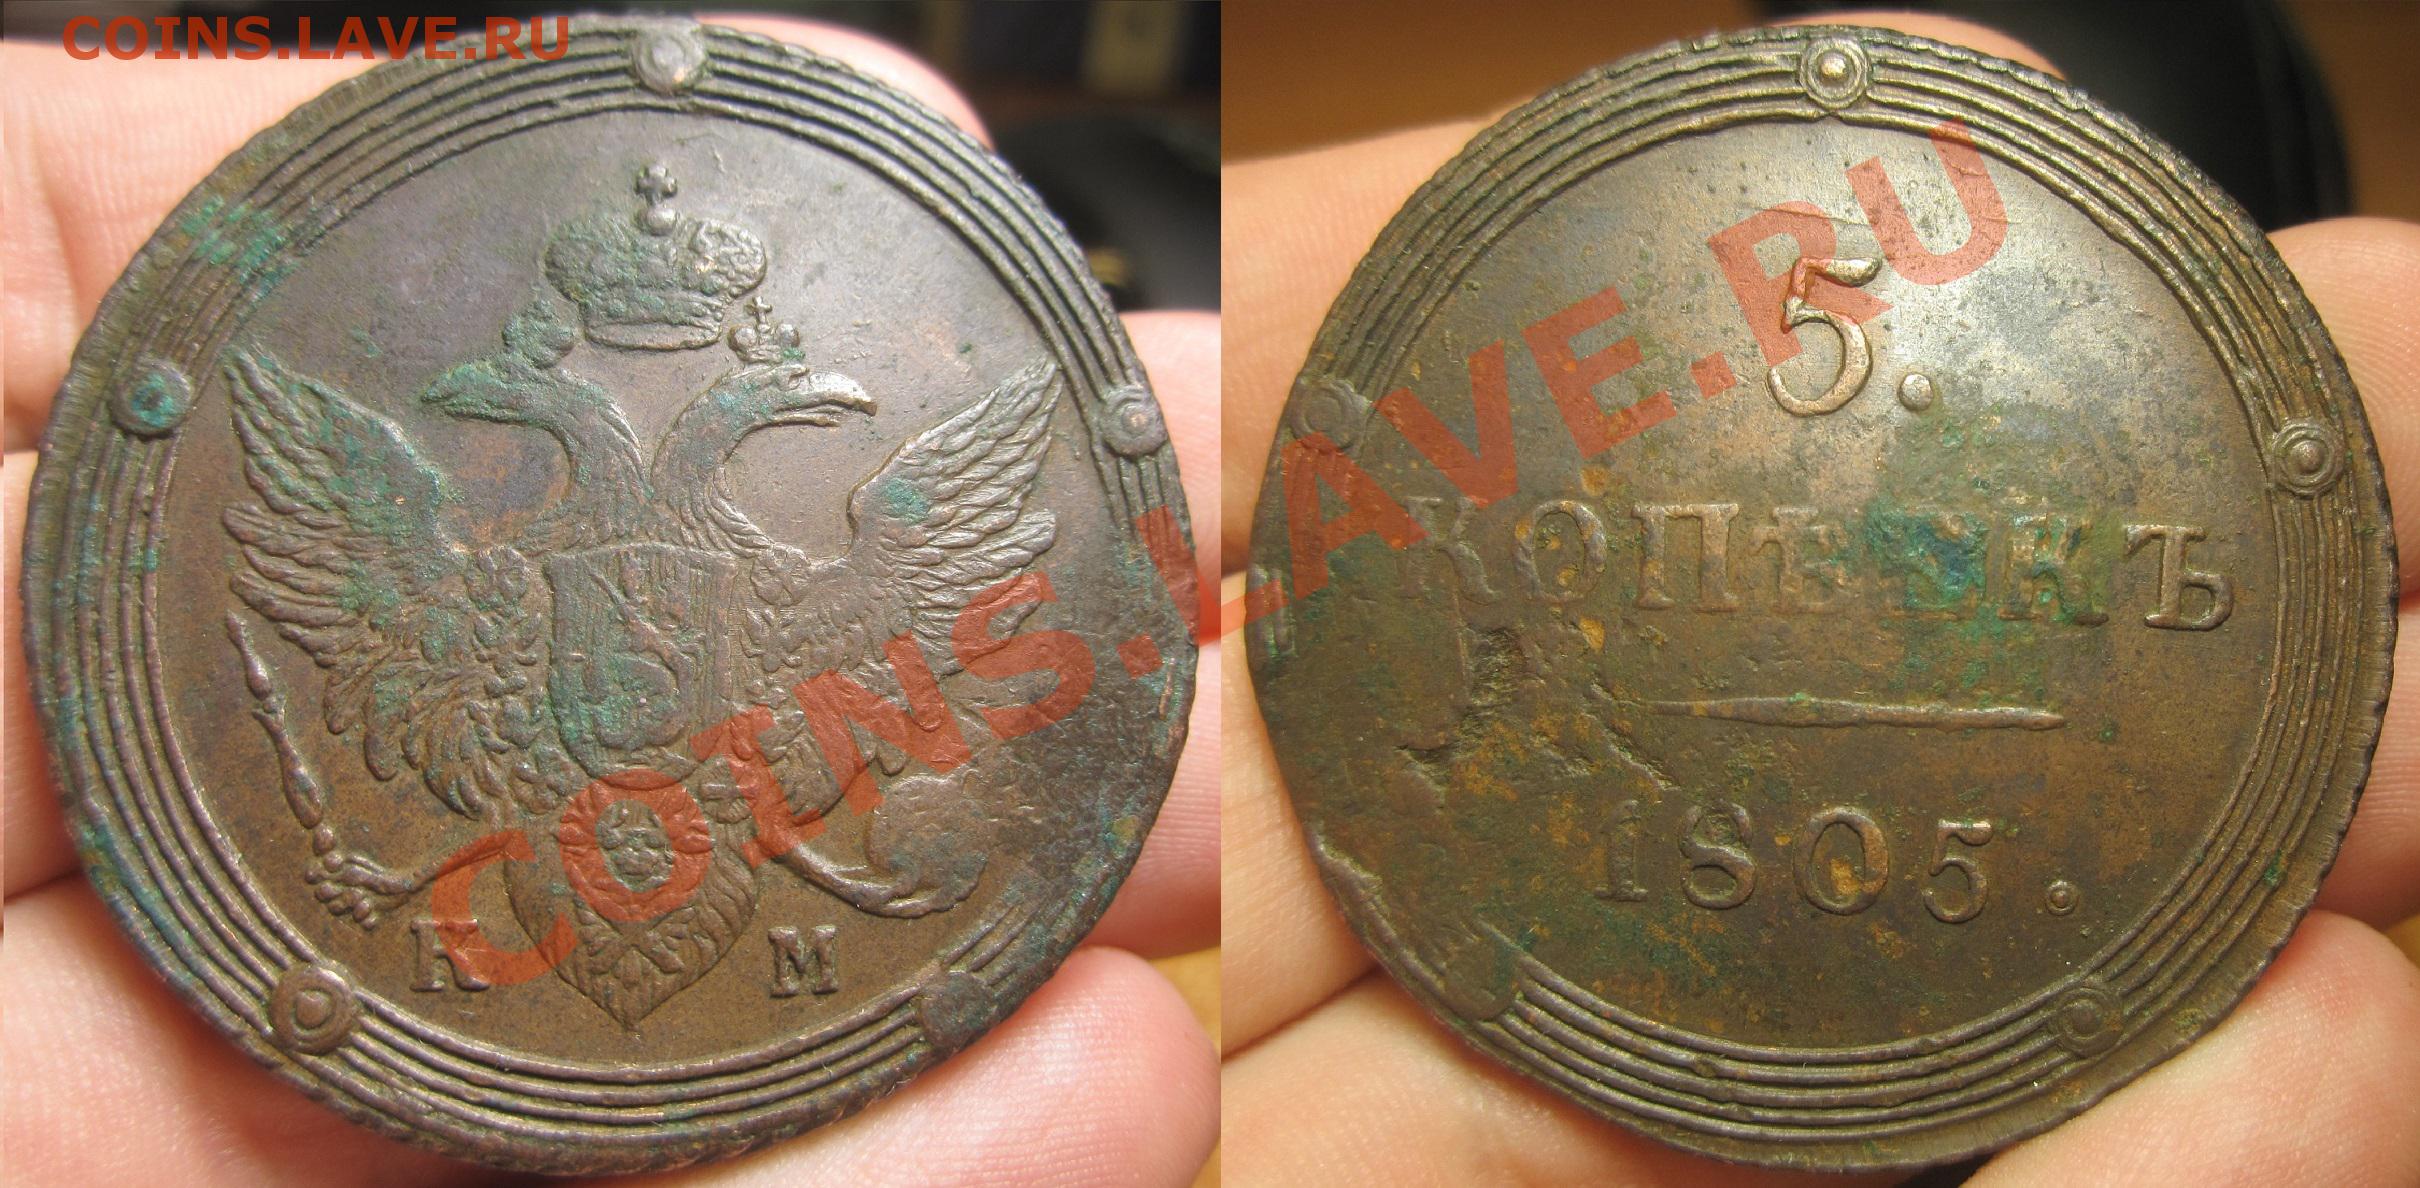 COINS.LAVE.RU
COINS.LAVE.RU
К М
5.
КОПѢЕКЪ
1805.